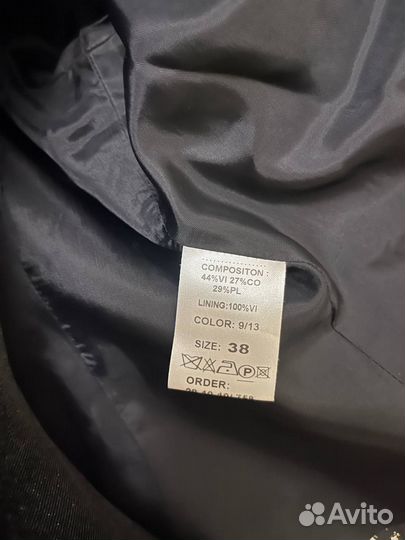 COMPOSITON :
44%VI 27%CO
29%PL
LINING:100%VI
COLOR: 9/13
SIZE: 38
P
ORDER:
Avito